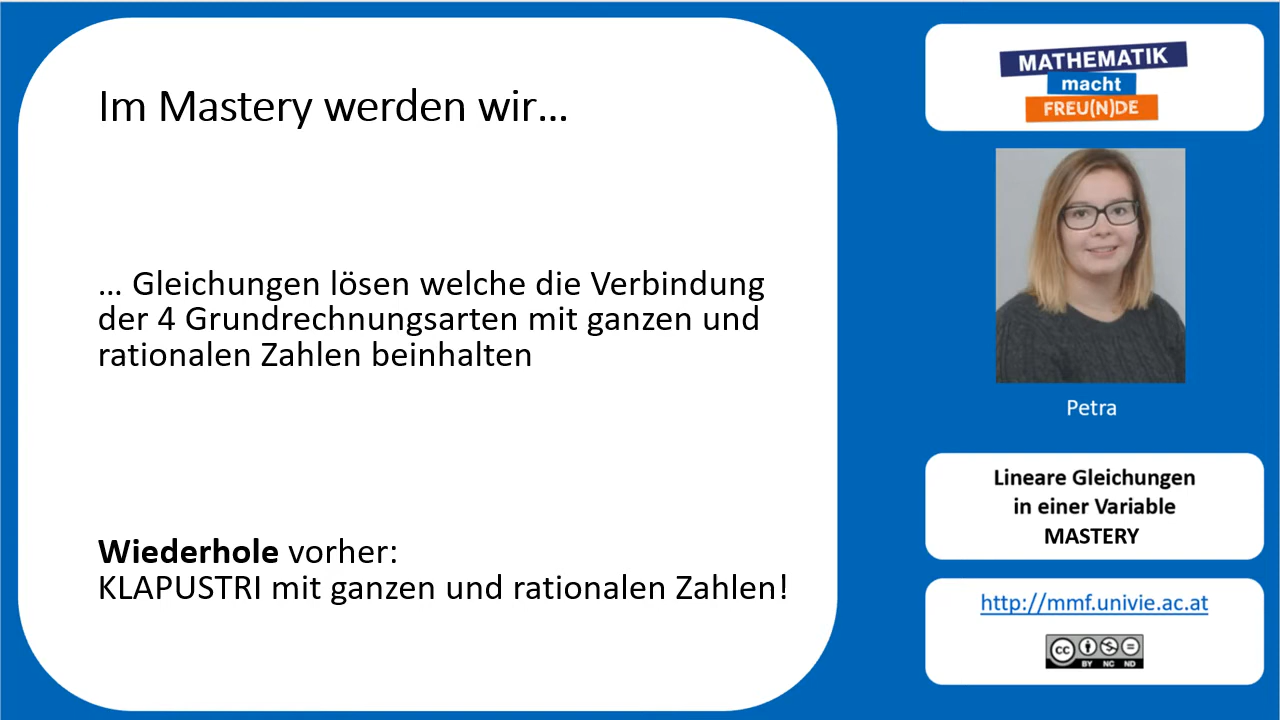 Im Mastery werden wir…
… Gleichungen lösen welche die Verbindung
der 4 Grundrechnungsarten mit ganzen und
rationalen Zahlen beinhalten
Wiederhole vorher:
KLAPUSTRI mit ganzen und rationalen Zahlen!
MATHEMATIK
macht
FREU(N)DE
Petra
Lineare Gleichungen
in einer Variable
MASTERY
http://mmf.univie.ac.at
cc
BY NC ND